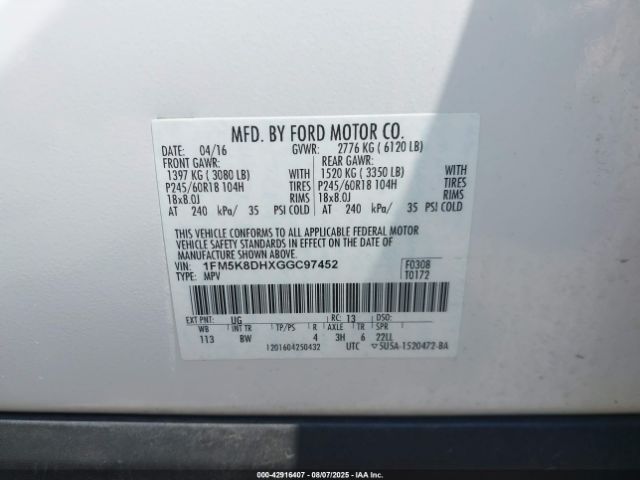 MFD. BY FORD MOTOR CO.
DATE: 04/16 GVWR: 2776 KG ( 6120 LB)
FRONT GAWR: REAR GAWR:
1397 KG ( 3080 LB) WITH 1520 KG ( 3350 LB) WITH
P245/60R18 104H TIRES P245/60R18 104H TIRES
18x8.0J RIMS 18x8.0J RIMS
AT 240 kPa/ 35 PSI COLD AT 240 kPa/ 35 PSI COLD
THIS VEHICLE CONFORMS TO ALL APPLICABLE FEDERAL MOTOR
VEHICLE SAFETY STANDARDS IN EFFECT ON THE DATE OF
MANUFACTURE SHOWN ABOVE.
VIN: 1FM5K8DHXGGC97452 F0308
TYPE: MPV T0172
EXT PNT: UG RC: 13 DSO:
WB INT TR TP/PS R AXLE TR SPR
113 BW 4 3H 6 22LL
1201604250432 UTC ▽5U5A-1520472-BA
000-42916407 - 08/07/2025 - © IAA Holdings, LLC